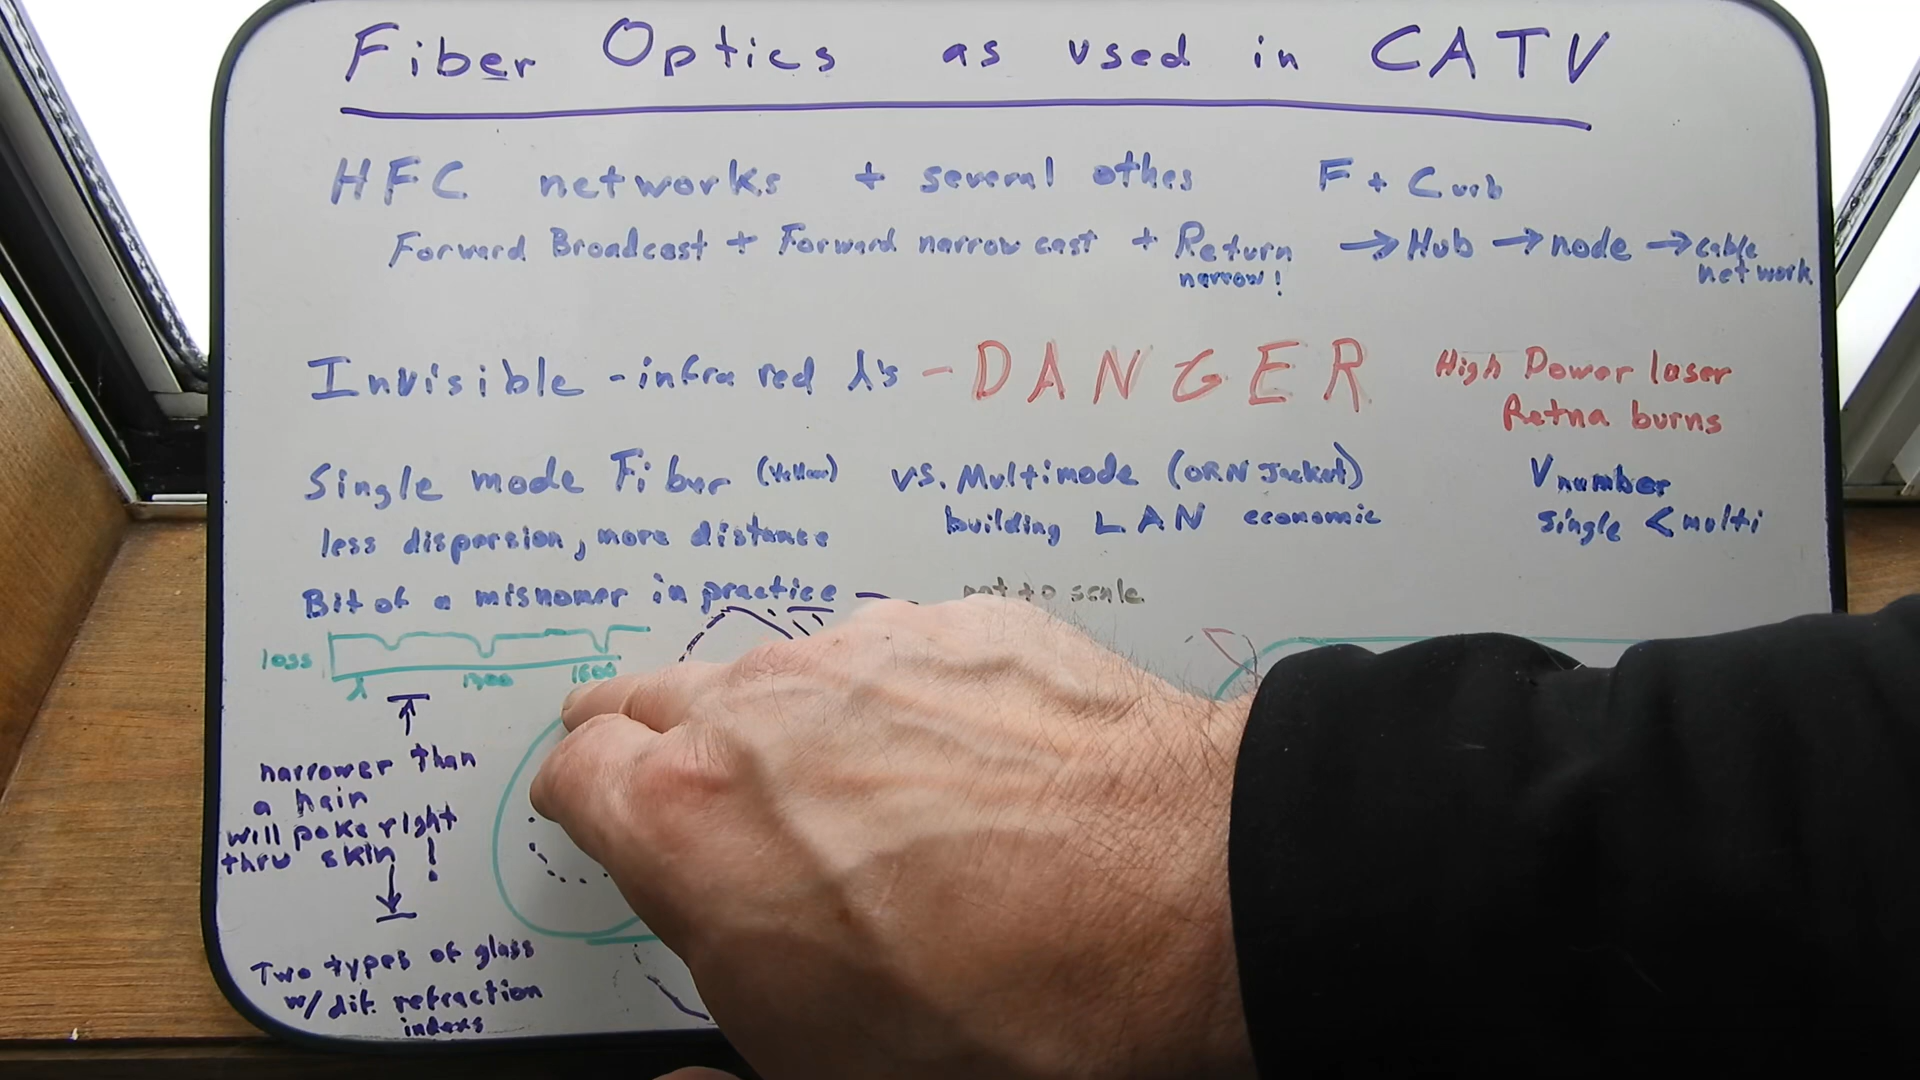 Fiber Optics as used in CATV
HFC networks + several othes F + Curb
Forward Broadcast + Forward narrow cast + Return → Hub → node → cable
narrow! network
Invisible - infra red λ's - DANGER High Power laser
Retna burns
Single mode Fiber (Yellow) vs. Multimode (ORN Jacket) V number
less dispersion, more distance building LAN economic single < multi
Bit of a misnomer in practice not to scale
loss
λ 1300 1600
narrower than
a hair
will poke right
thru skin!
Two types of glass
w/ dif. refraction
indexs